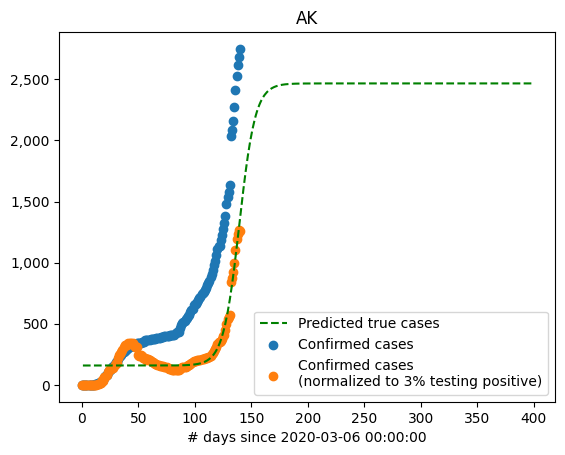 AK
2,500
2,000
1,500
1,000
500
0
Predicted true cases
Confirmed cases
Confirmed cases
(normalized to 3% testing positive)
0 50 100 150 200 250 300 350 400
# days since 2020-03-06 00:00:00